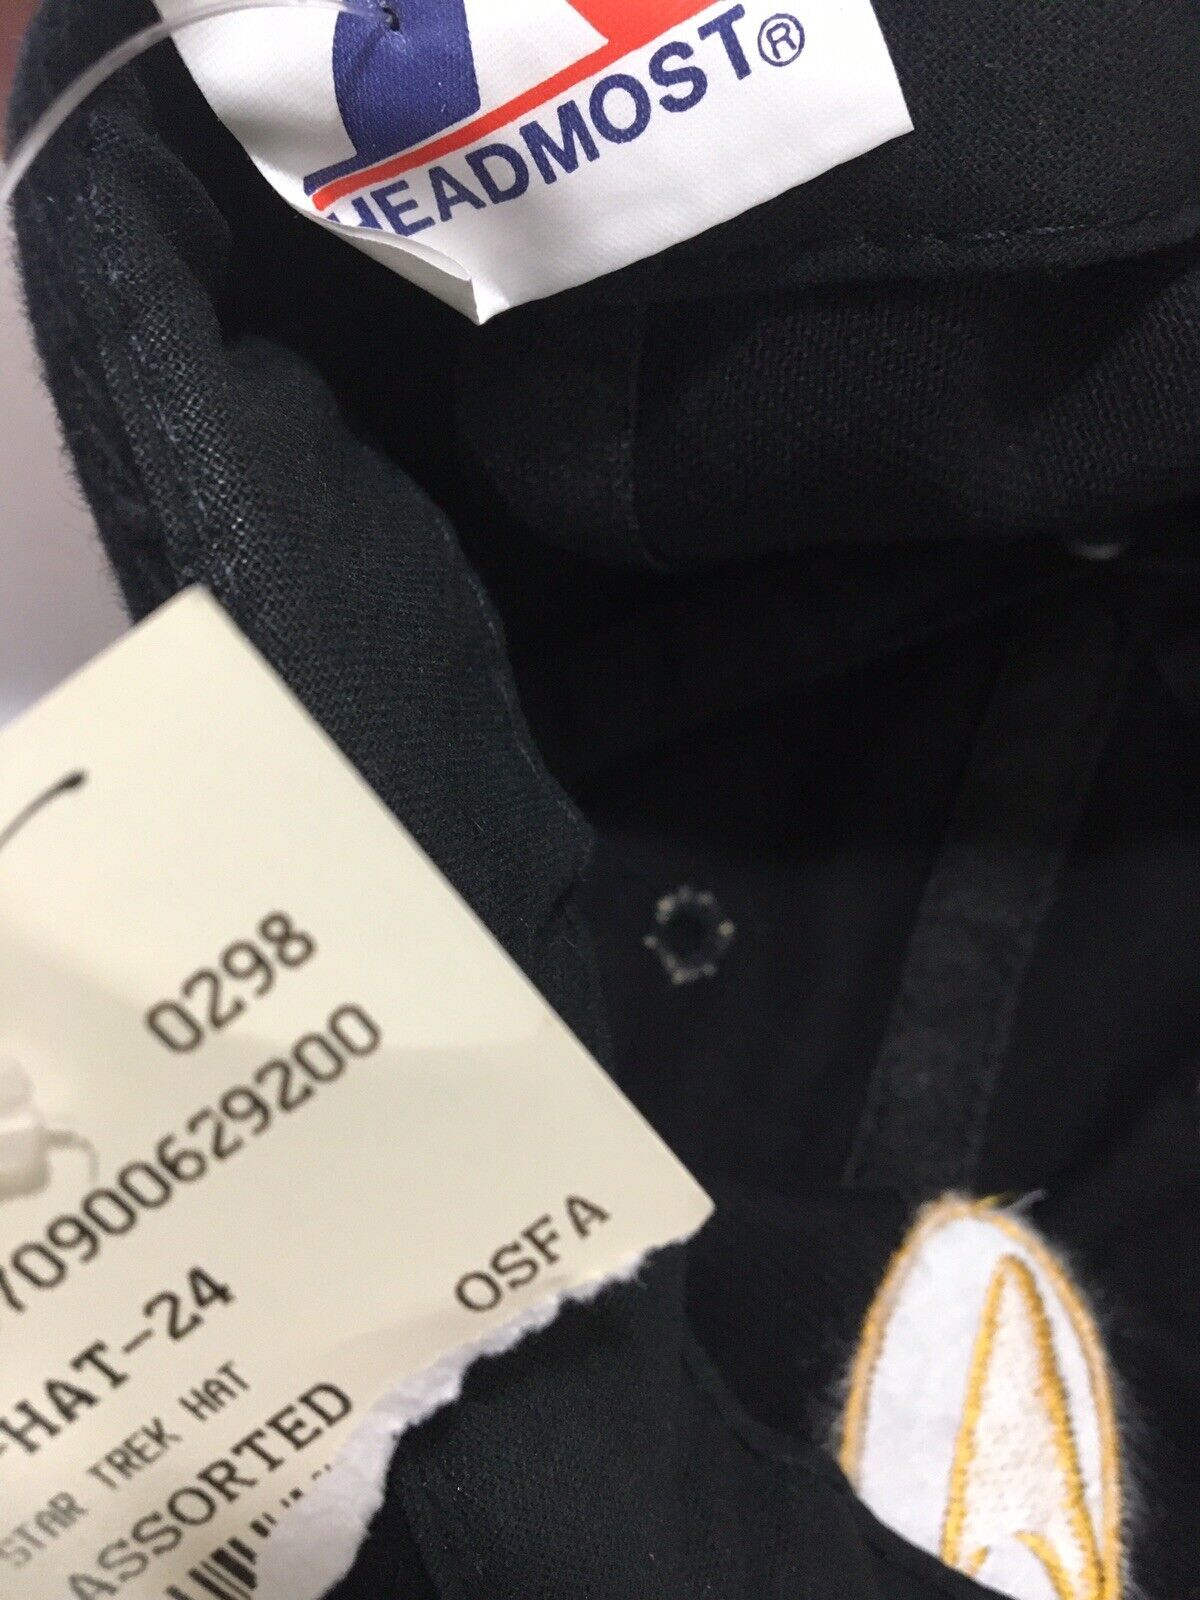 HEADMOST®
0298
70900629200
HAT-24
OSFA
STAR TREK HAT
ASSORTED